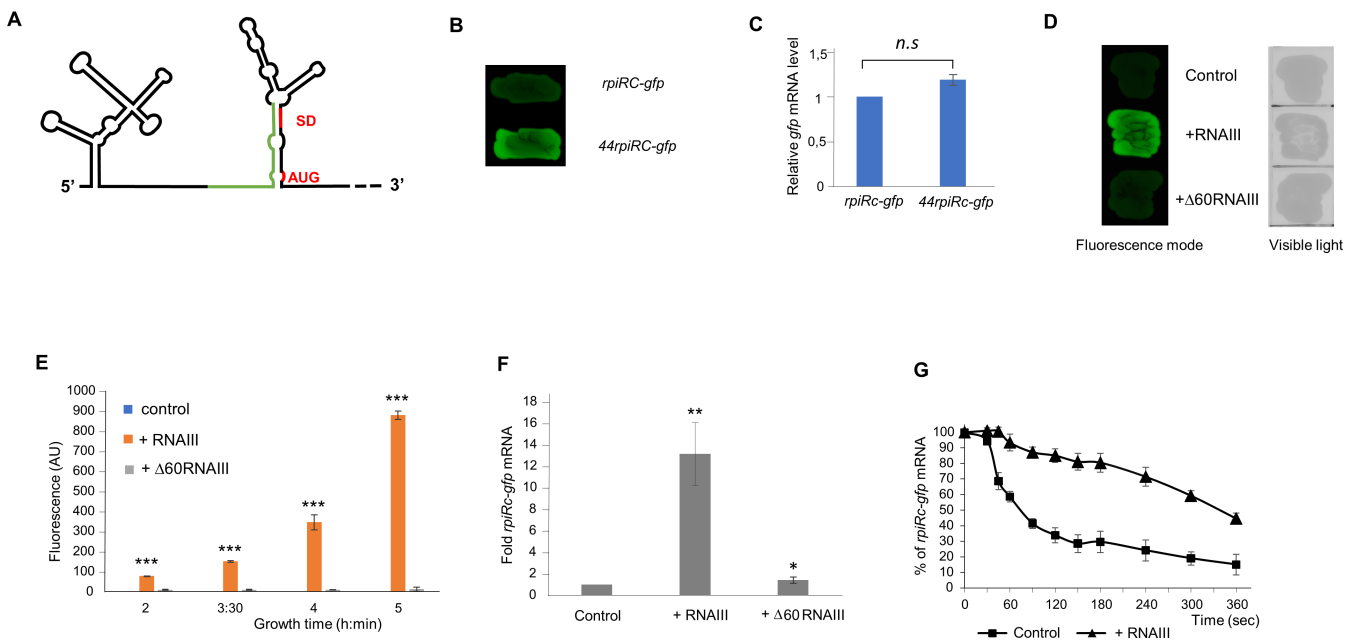 A
SD
AUG
5’
3’
B
rpiRC-gfp
44rpiRC-gfp
C
n.s
Relative gfp mRNA level
1,5
1
0,5
0
rpiRc-gfp
44rpiRc-gfp
D
Control
+RNAIII
+Δ60RNAIII
Fluorescence mode
Visible light
E
Fluorescence (AU)
1000
900
800
700
600
500
400
300
200
100
0
control
+ RNAIII
+ Δ60RNAIII
***
***
***
***
2
3:30
4
5
Growth time (h:min)
F
Fold rpiRc-gfp mRNA
18
16
14
12
10
8
6
4
2
0
**
*
Control
+ RNAIII
+ Δ60RNAIII
G
% of rpiRc-gfp mRNA
100
90
80
70
60
50
40
30
20
10
0
0
60
120
180
240
300
360
Time (sec)
Control
+ RNAIII